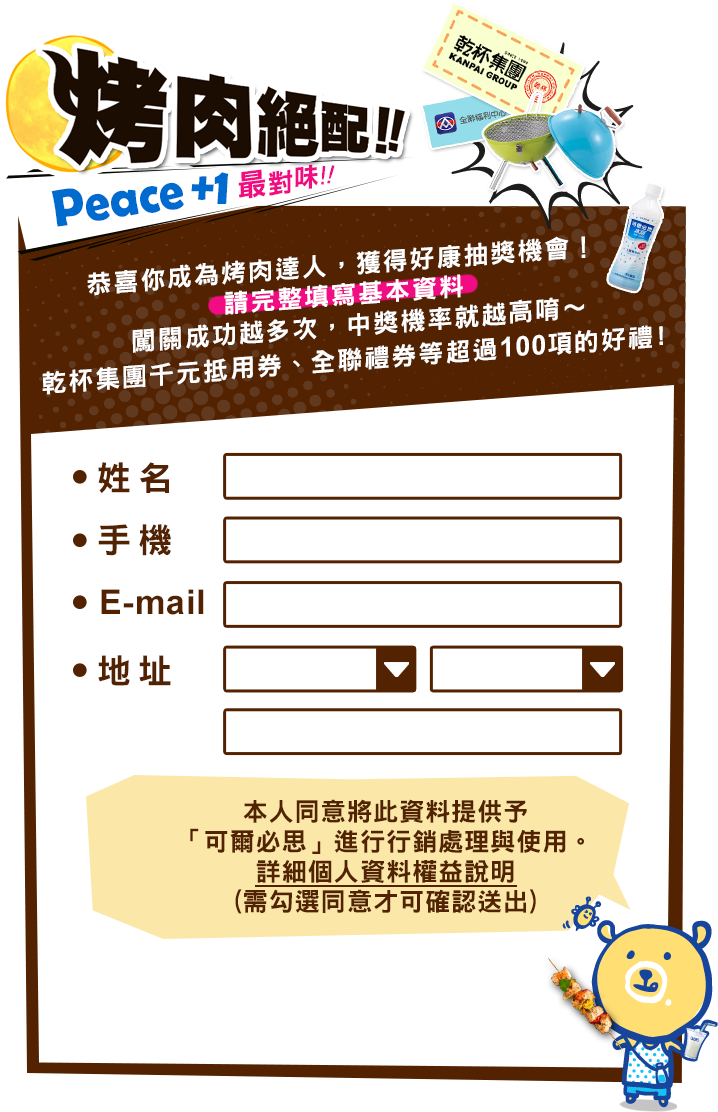 烤肉絕配!!
Peace +1 最對味!!
乾杯集團
KANPAI GROUP
全聯福利中心
恭喜你成為烤肉達人，獲得好康抽獎機會！
請完整填寫基本資料
闖關成功越多次，中獎機率就越高唷～
乾杯集團千元抵用券、全聯禮券等超過100項的好禮!
• 姓名
• 手機
• E-mail
• 地址
本人同意將此資料提供予
「可爾必思」進行行銷處理與使用。
詳細個人資料權益說明
(需勾選同意才可確認送出)